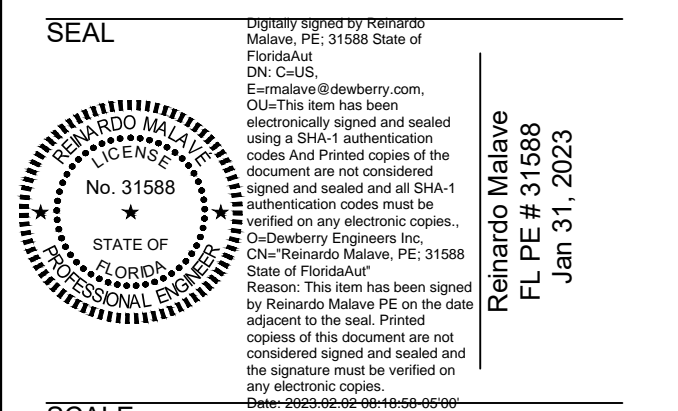 SEAL
REINARDO MALAVE
LICENSE
No. 31588
STATE OF
FLORIDA
PROFESSIONAL ENGINEER
Digitally signed by Reinardo
Malave, PE; 31588 State of
FloridaAut
DN: C=US,
E=rmalave@dewberry.com,
OU=This item has been
electronically signed and sealed
using a SHA-1 authentication
codes And Printed copies of the
document are not considered
signed and sealed and all SHA-1
authentication codes must be
verified on any electronic copies.,
O=Dewberry Engineers Inc,
CN="Reinardo Malave, PE; 31588
State of FloridaAut"
Reason: This item has been signed
by Reinardo Malave PE on the date
adjacent to the seal. Printed
copiess of this document are not
considered signed and sealed and
the signature must be verified on
any electronic copies.
Date: 2023.02.02 08:18:58-05'00'
Reinardo Malave
FL PE # 31588
Jan 31, 2023
SCALE